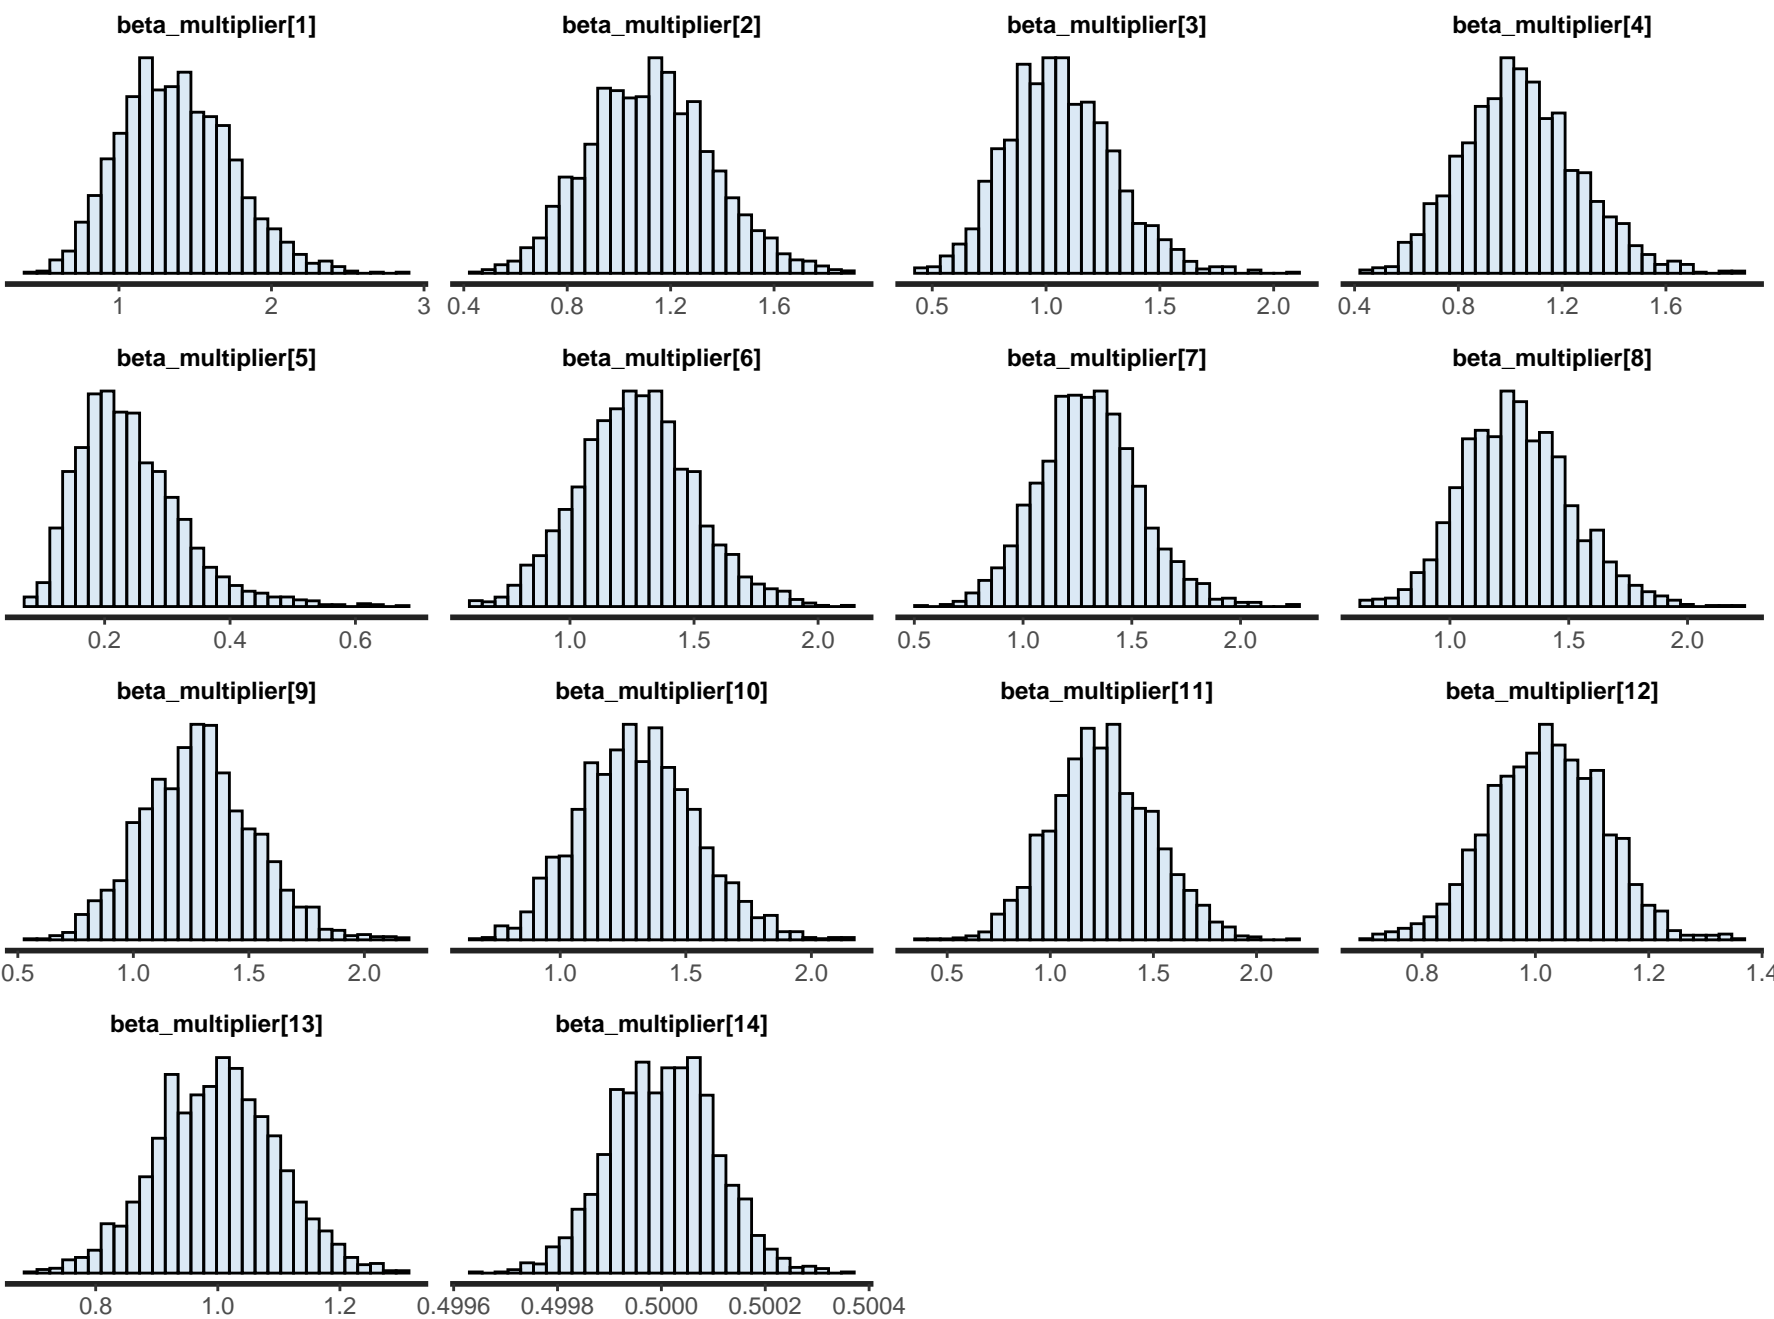 beta_multiplier[1] beta_multiplier[2] beta_multiplier[3] beta_multiplier[4]
1 2 3 0.4 0.8 1.2 1.6 0.5 1.0 1.5 2.0 0.4 0.8 1.2 1.6
beta_multiplier[5] beta_multiplier[6] beta_multiplier[7] beta_multiplier[8]
0.2 0.4 0.6 1.0 1.5 2.0 0.5 1.0 1.5 2.0 1.0 1.5 2.0
beta_multiplier[9] beta_multiplier[10] beta_multiplier[11] beta_multiplier[12]
0.5 1.0 1.5 2.0 1.0 1.5 2.0 0.5 1.0 1.5 2.0 0.8 1.0 1.2 1.4
beta_multiplier[13] beta_multiplier[14]
0.8 1.0 1.2 0.4996 0.4998 0.5000 0.5002 0.5004